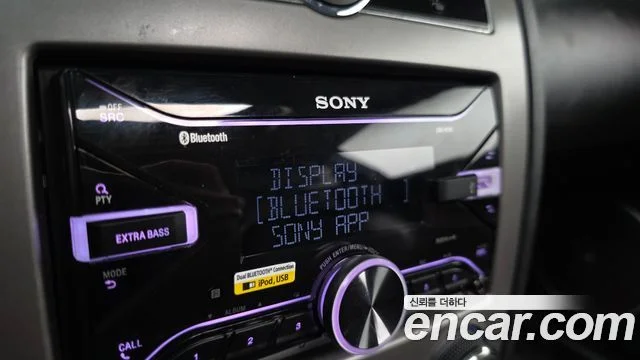 SONY
OFF
SRC
Bluetooth
DISPLAY
[BLUETOOTH ]
SONY APP
PTY
EXTRA BASS
MODE
Dual BLUETOOTH® Connection
iPod, USB
PUSH ENTER/MENU
ALBUM
CALL
1
2
3
신뢰를 더하다
encar.com